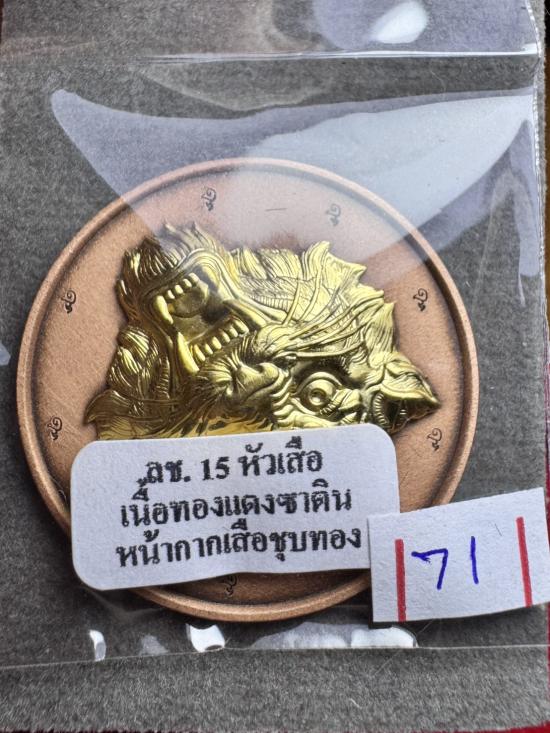 ลช. 15 หัวเสือ
เนื้อทองแดงซาติน
หน้ากากเสือชุบทอง
71